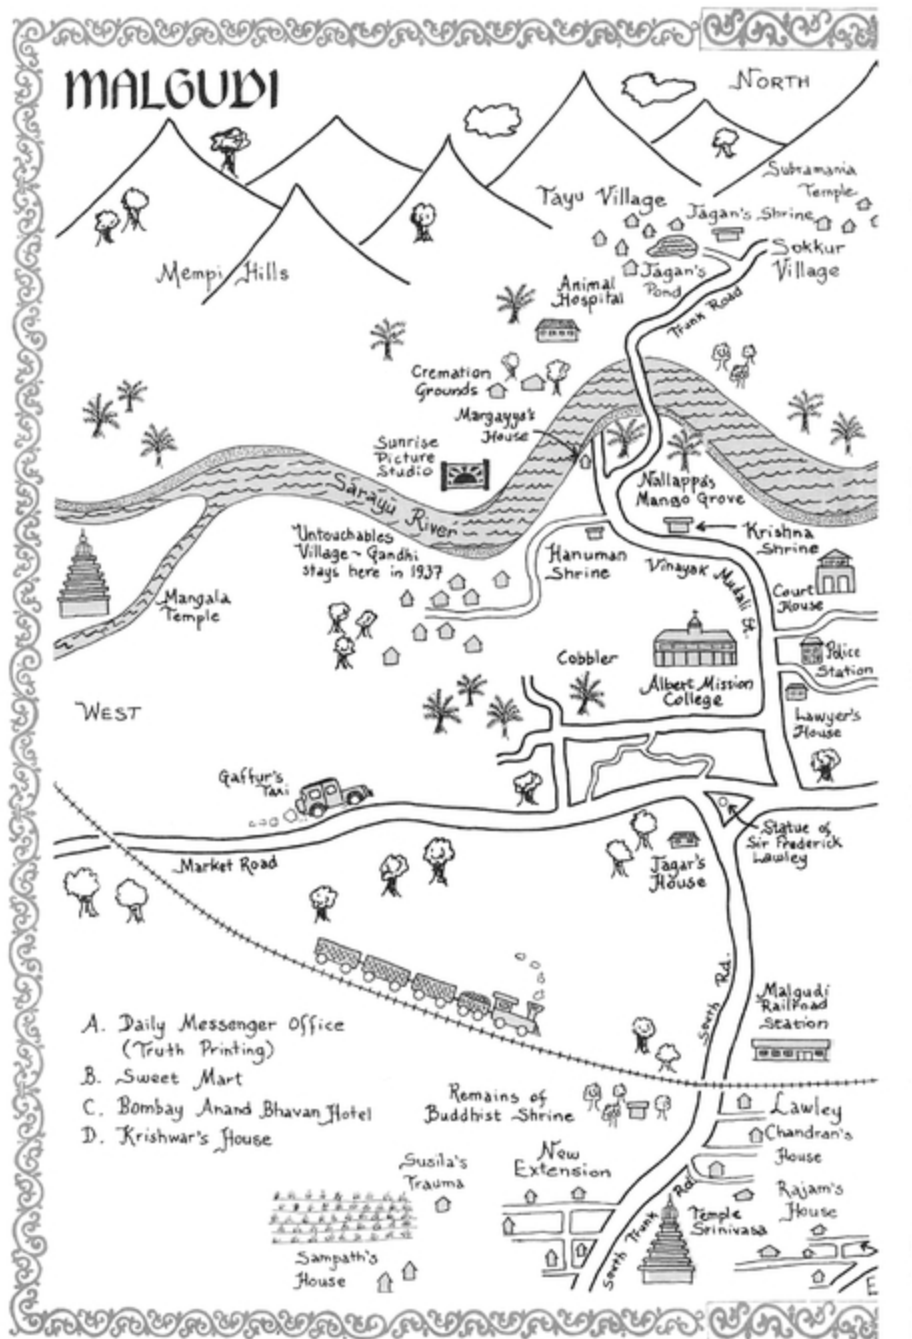 MALGUDI
NORTH
Subramania
Temple
Tayu Village
Jagan's Shrine
Sokkur
Village
Mempi Hills
Animal
Hospital
Jagan's
Pond
Trunk Road
Cremation
Grounds
Margayya's
House
Sunrise
Picture
Studio
Nallappa's
Mango Grove
Sarayu River
Untouchables
Village ~ Gandhi
stays here in 1937
Hanuman
Shrine
Krishna
Shrine
Vinayak Mudali St.
Court
House
Mangala
Temple
Cobbler
Albert Mission
College
Police
Station
WEST
Lawyer's
House
Gaffur's
Taxi
Statue of
Sir Frederick
Lawley
Market Road
Jagar's
House
South Rd.
Malgudi
Railroad
Station
A. Daily Messenger Office
(Truth Printing)
B. Sweet Mart
C. Bombay Anand Bhavan Hotel
D. Krishwar's House
Remains of
Buddhist Shrine
Lawley
Chandran's
House
Susila's
Trauma
New
Extension
Rajam's
House
South Trunk Rd.
Temple
Srinivasa
Sampath's
House
E